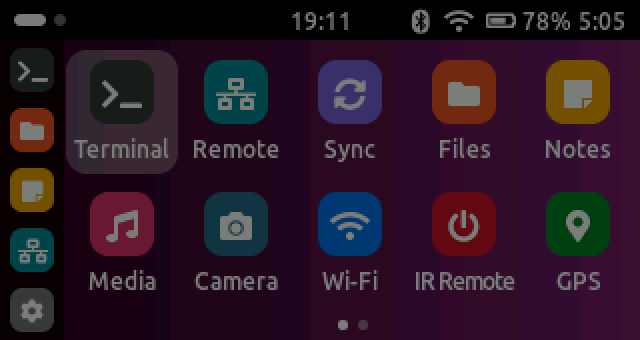 19:11 78% 5:05
Terminal Remote Sync Files Notes
Media Camera Wi-Fi IR Remote GPS